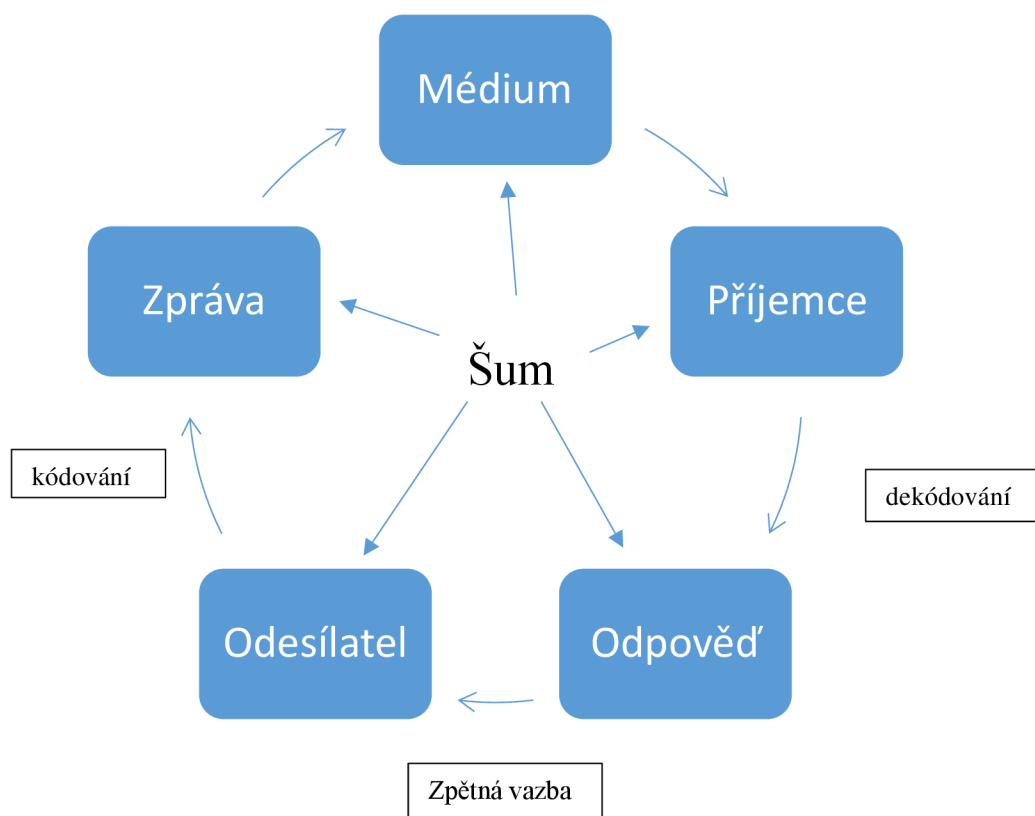 Médium
Zpráva
Příjemce
Šum
kódování
dekódování
Odesílatel
Odpověď
Zpětná vazba